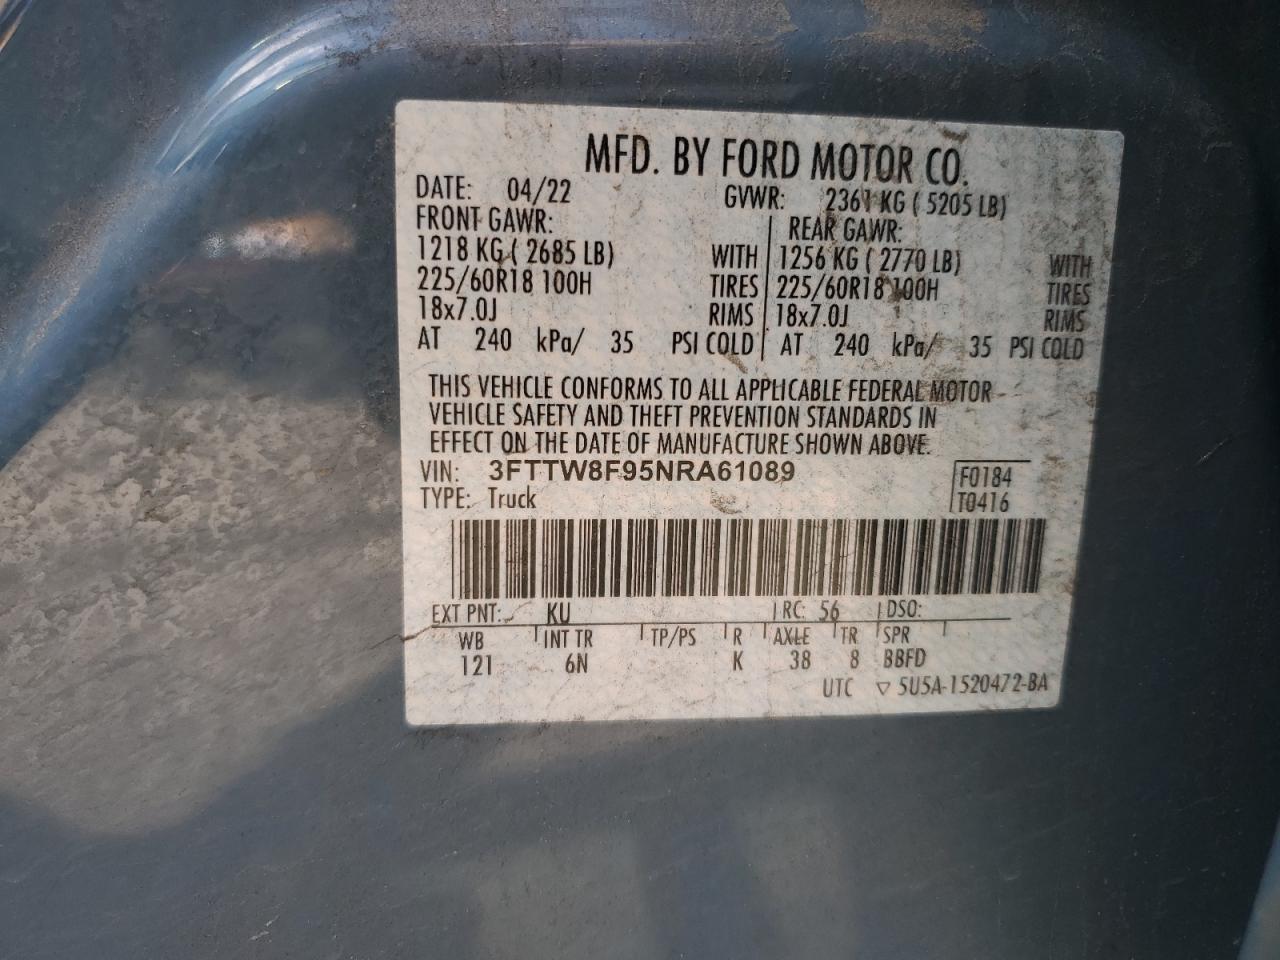 MFD. BY FORD MOTOR CO.
DATE: 04/22 GVWR: 2361 KG ( 5205 LB)
FRONT GAWR: REAR GAWR:
1218 KG ( 2685 LB) WITH 1256 KG ( 2770 LB) WITH
225/60R18 100H TIRES 225/60R18 100H TIRES
18x7.0J RIMS 18x7.0J RIMS
AT 240 kPa/ 35 PSI COLD AT 240 kPa/ 35 PSI COLD
THIS VEHICLE CONFORMS TO ALL APPLICABLE FEDERAL MOTOR
VEHICLE SAFETY AND THEFT PREVENTION STANDARDS IN
EFFECT ON THE DATE OF MANUFACTURE SHOWN ABOVE.
VIN: 3FTTW8F95NRA61089 F0184
TYPE: Truck T0416
EXT PNT: KU RC: 56 DSO:
WB INT TR TP/PS R AXLE TR SPR
121 6N K 38 8 BBFD
UTC ▽ 5U5A-1520472-BA